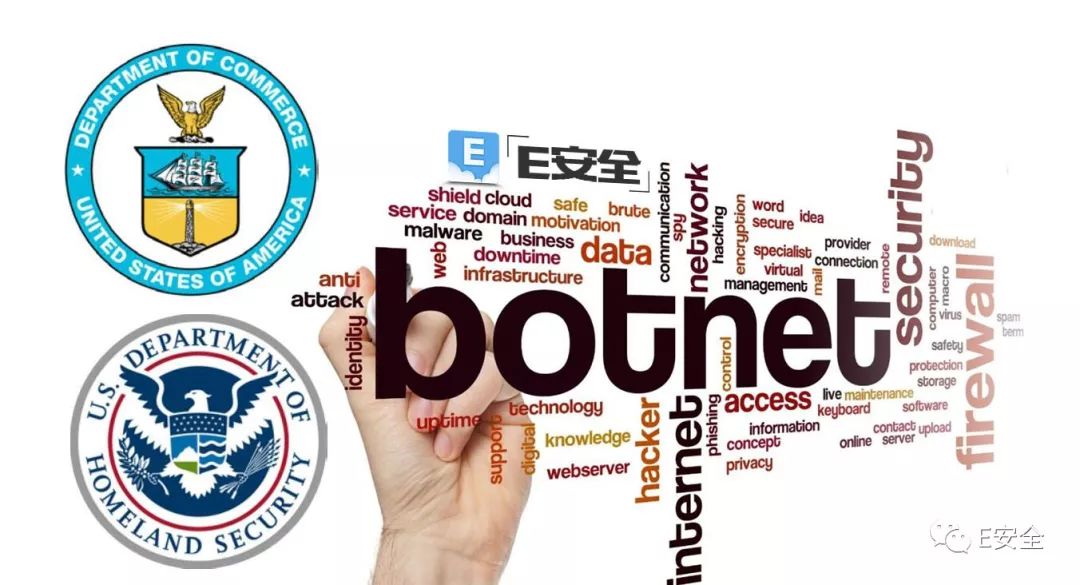 DEPARTMENT OF COMMERCE
UNITED STATES OF AMERICA
U.S. DEPARTMENT OF
HOMELAND SECURITY
E
「E安全」
shield
cloud
safe
brute
service
domain
motivation
malware
business
data
web
downtime
infrastructure
anti
attack
identity
communication
spy
network
hacking
encryption
word
secure
idea
specialist
provider
virtual
connection
management
mail
remote
security
download
computer
macro
virus
firewall
spam
term
safety
protection
storage
botnet
control
uptime
technology
support
digital
knowledge
webserver
hacker
internet
phishing
access
live
maintenance
keyboard
software
information
contact
upload
concept
online
server
privacy
E安全